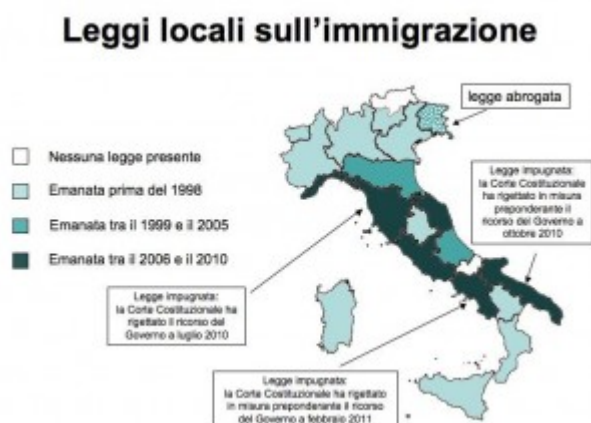 Leggi locali sull'immigrazione
legge abrogata
Nessuna legge presente
Emanata prima del 1998
Emanata tra il 1999 e il 2005
Emanata tra il 2006 e il 2010
Legge impugnata:
la Corte Costituzionale
ha rigettato in misura
preponderante il
ricorso del Governo a
ottobre 2010
Legge impugnata:
la Corte Costituzionale ha
rigettato il ricorso del
Governo a luglio 2010
Legge impugnata:
la Corte Costituzionale ha rigettato
in misura preponderante il ricorso
del Governo a febbraio 2011